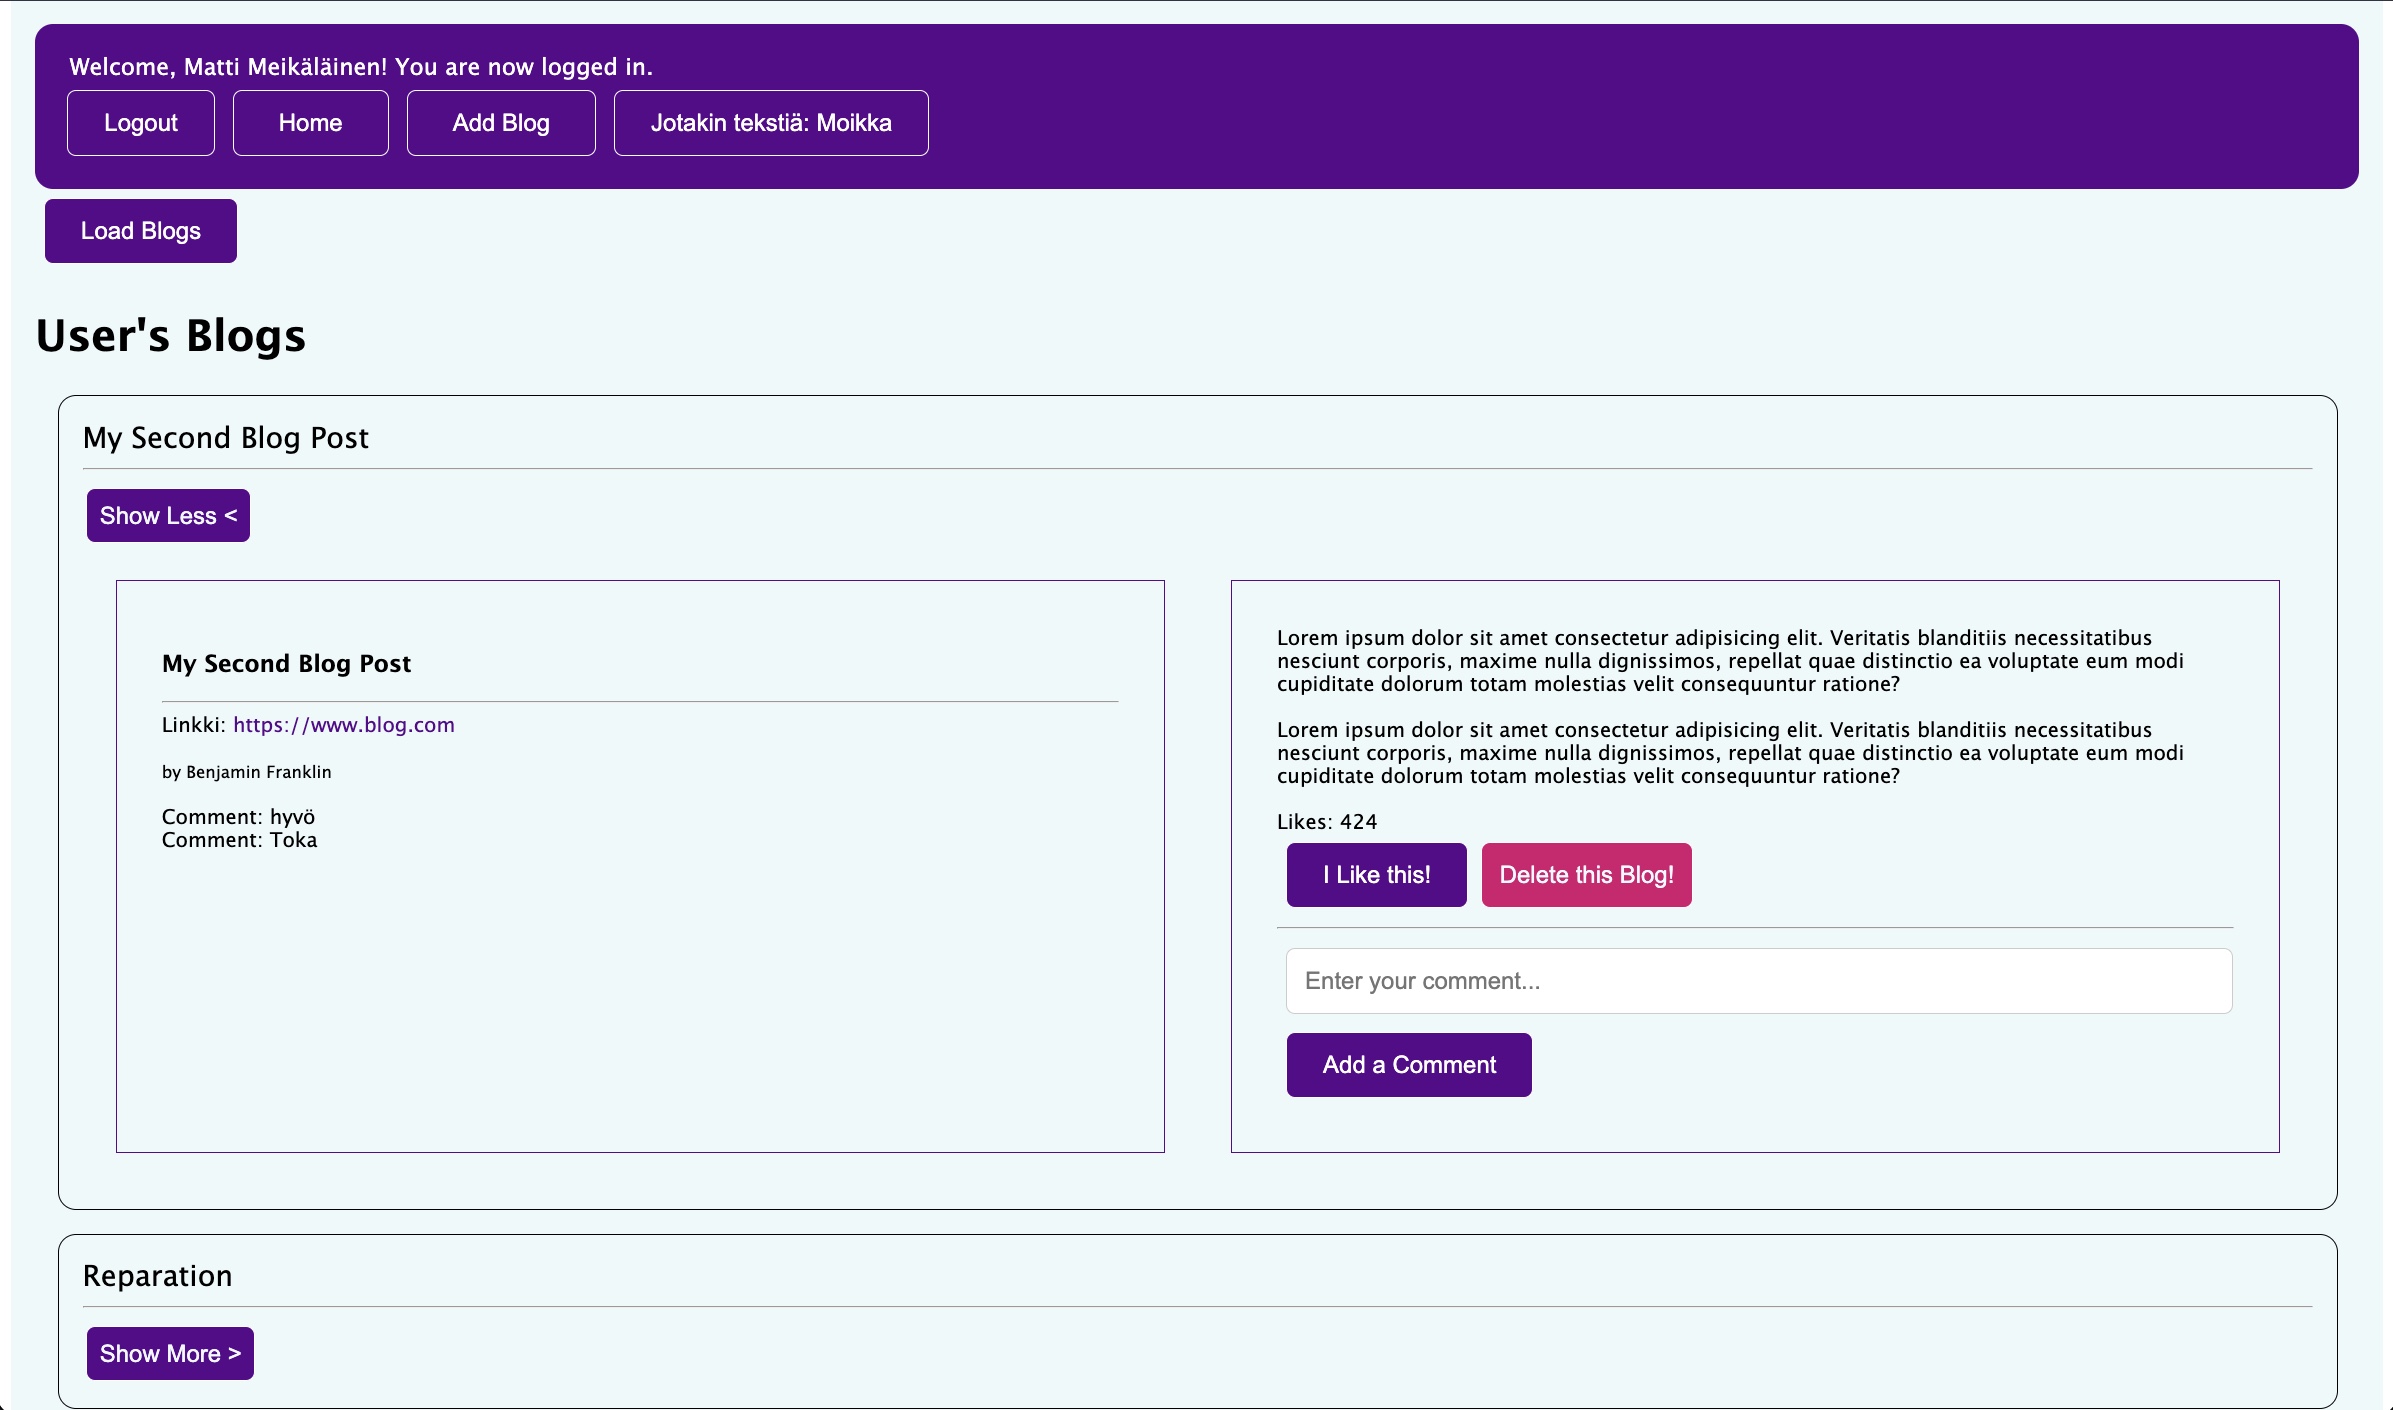 Welcome, Matti Meikäläinen! You are now logged in.
Logout Home Add Blog Jotakin tekstiä: Moikka
Load Blogs
User's Blogs
My Second Blog Post
Show Less <
My Second Blog Post
Linkki: https://www.blog.com
by Benjamin Franklin
Comment: hyvö
Comment: Toka
Lorem ipsum dolor sit amet consectetur adipisicing elit. Veritatis blanditiis necessitatibus
nesciunt corporis, maxime nulla dignissimos, repellat quae distinctio ea voluptate eum modi
cupiditate dolorum totam molestias velit consequuntur ratione?
Lorem ipsum dolor sit amet consectetur adipisicing elit. Veritatis blanditiis necessitatibus
nesciunt corporis, maxime nulla dignissimos, repellat quae distinctio ea voluptate eum modi
cupiditate dolorum totam molestias velit consequuntur ratione?
Likes: 424
I Like this! Delete this Blog!
Enter your comment...
Add a Comment
Reparation
Show More >